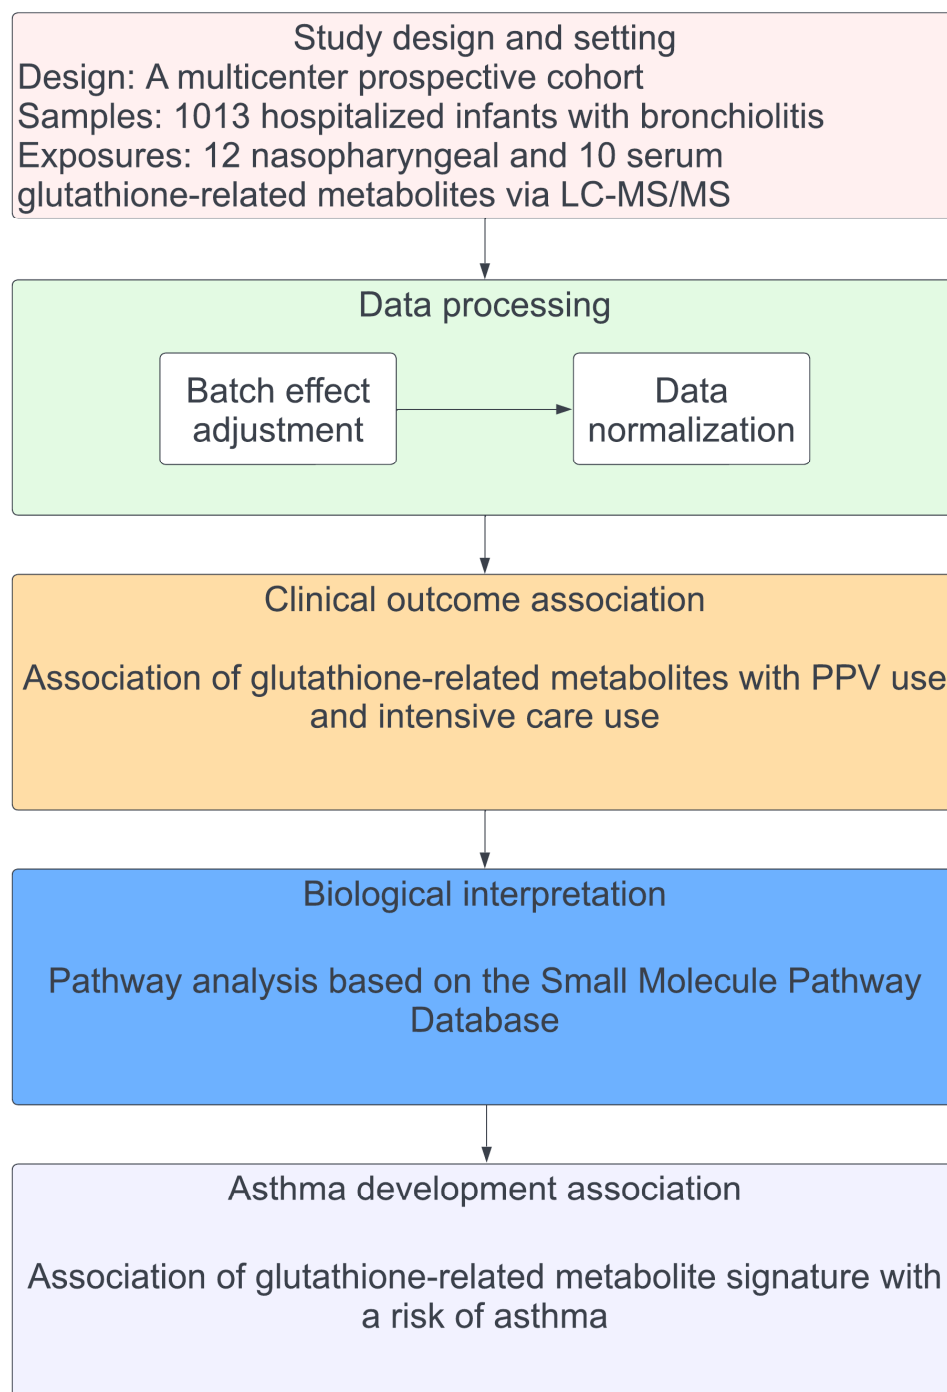 Study design and setting
Design: A multicenter prospective cohort
Samples: 1013 hospitalized infants with bronchiolitis
Exposures: 12 nasopharyngeal and 10 serum
glutathione-related metabolites via LC-MS/MS
Data processing
Batch effect
adjustment
Data
normalization
Clinical outcome association
Association of glutathione-related metabolites with PPV use
and intensive care use
Biological interpretation
Pathway analysis based on the Small Molecule Pathway
Database
Asthma development association
Association of glutathione-related metabolite signature with
a risk of asthma